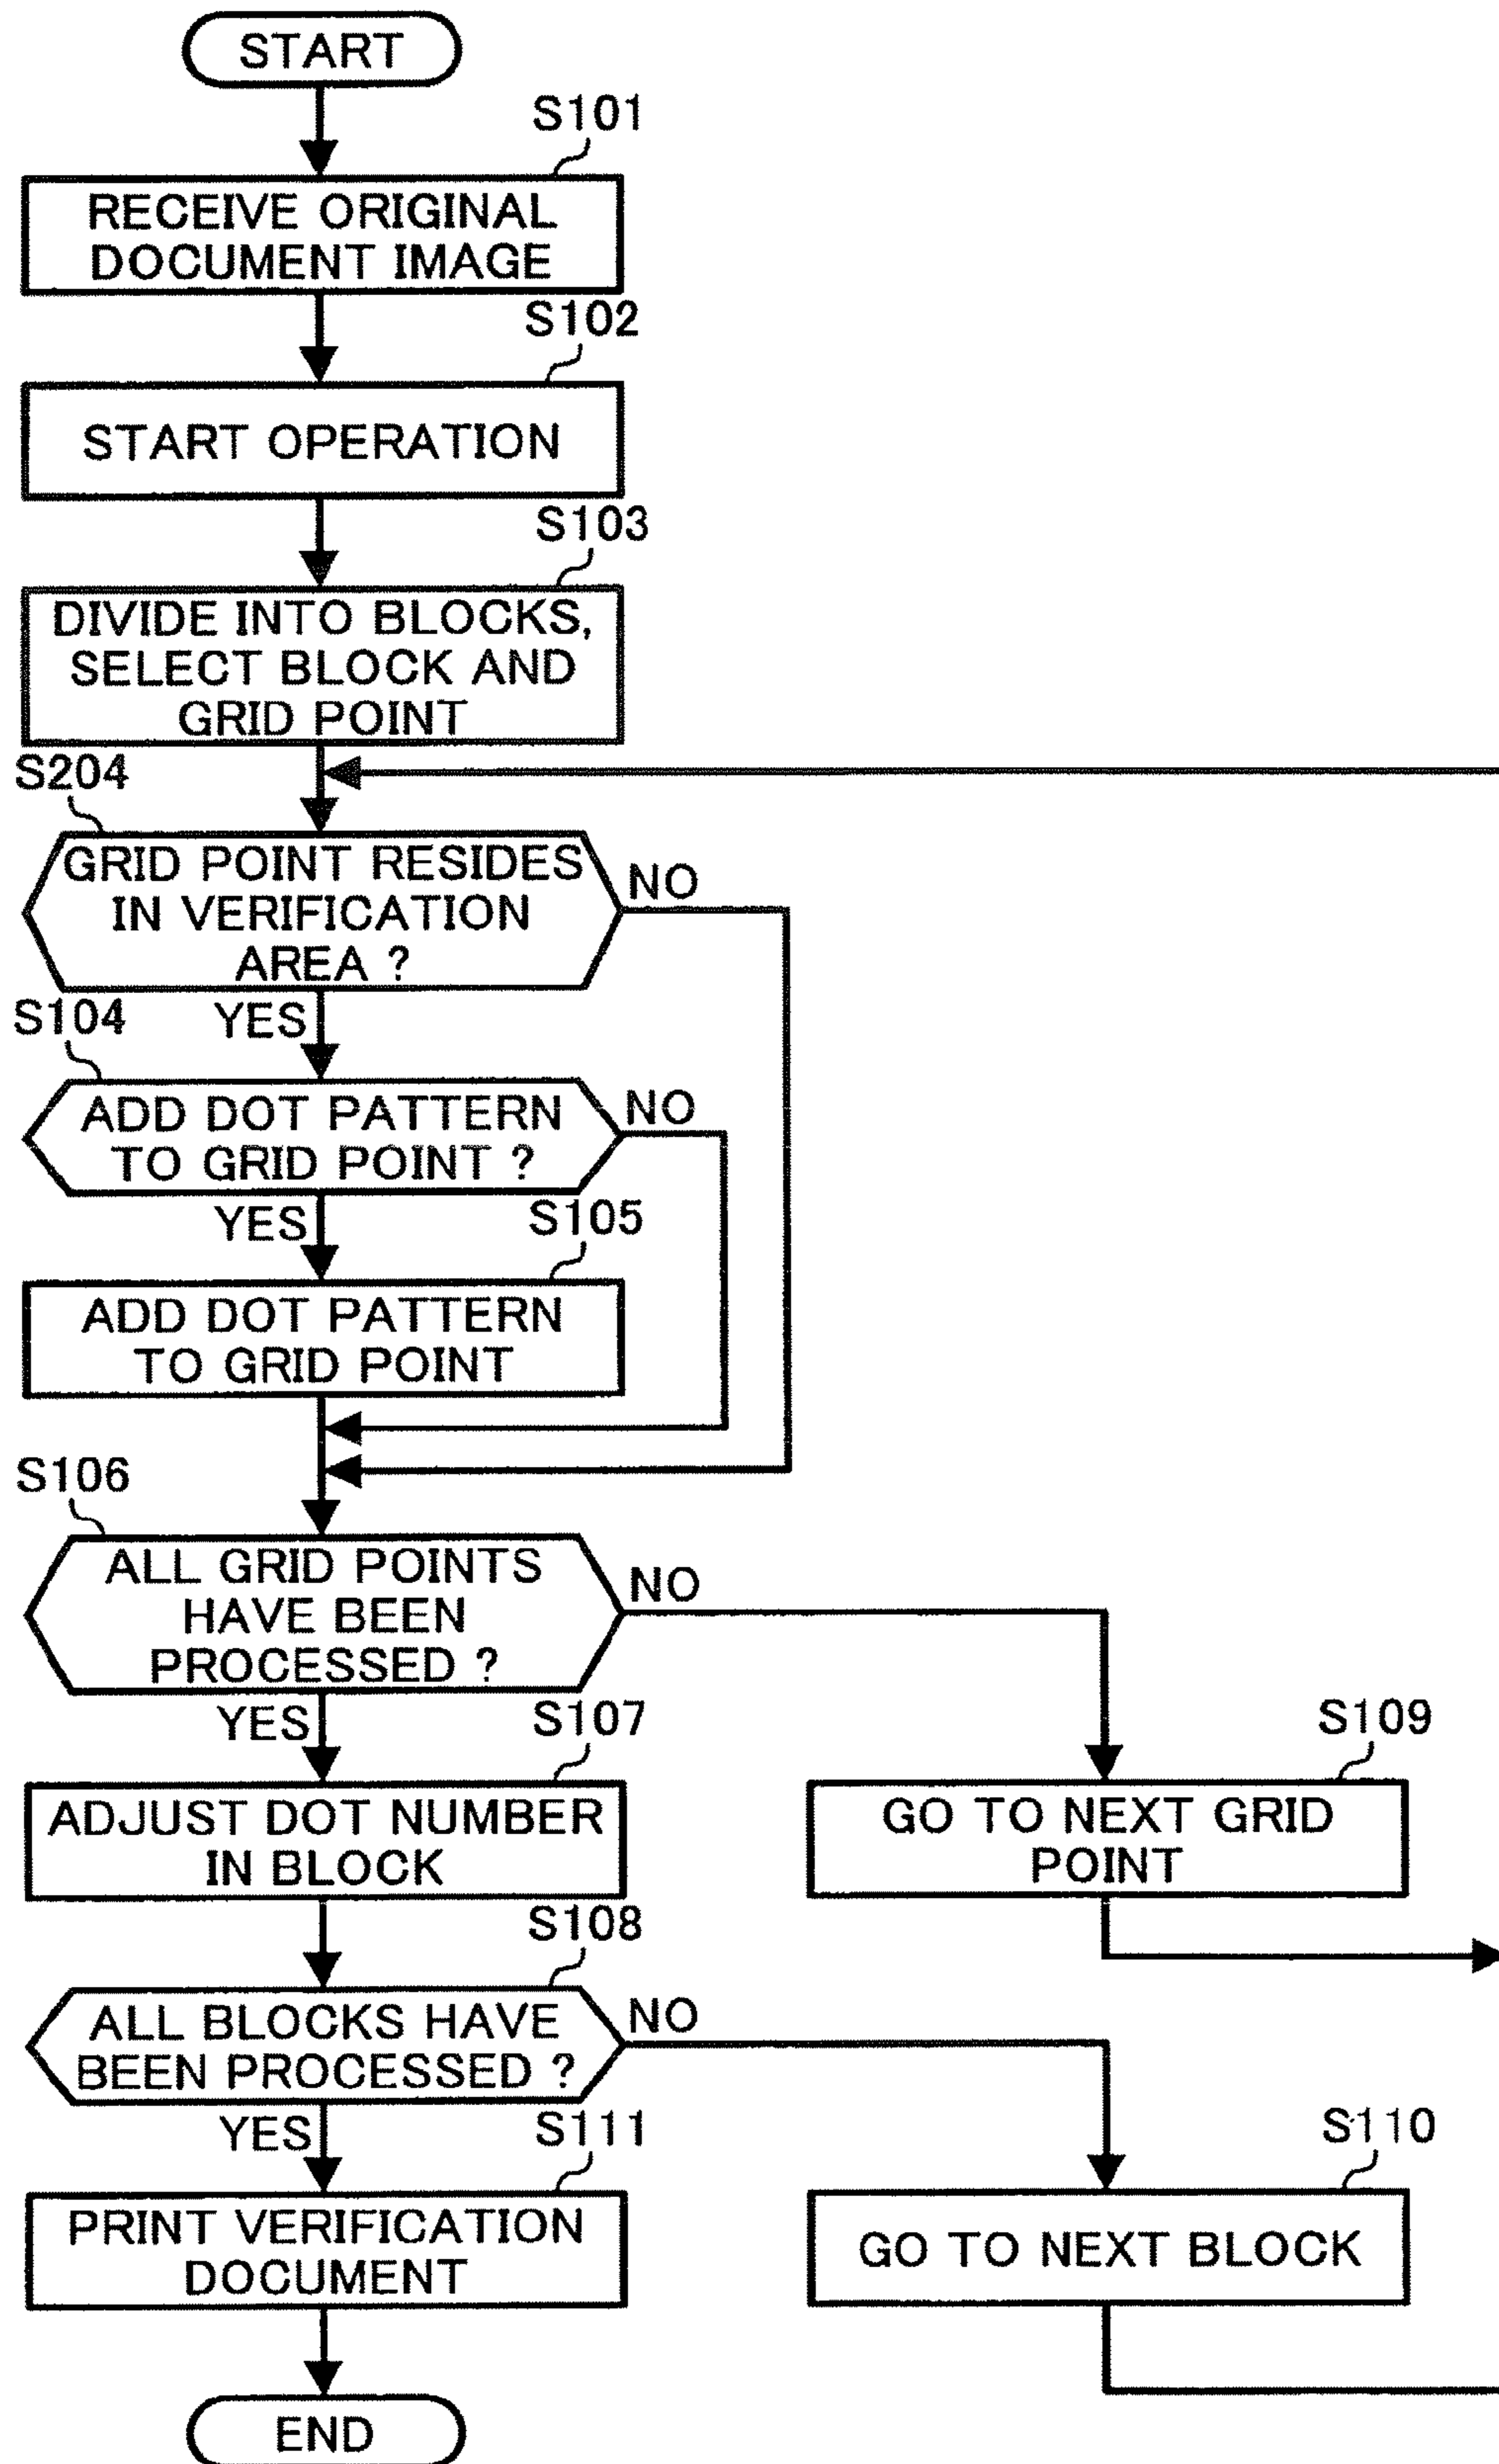 START
S101
RECEIVE ORIGINAL
DOCUMENT IMAGE
S102
START OPERATION
S103
DIVIDE INTO BLOCKS,
SELECT BLOCK AND
GRID POINT
S204
GRID POINT RESIDES
IN VERIFICATION
AREA ?
NO
YES
S104
ADD DOT PATTERN
TO GRID POINT ?
NO
YES
S105
ADD DOT PATTERN
TO GRID POINT
S106
ALL GRID POINTS
HAVE BEEN
PROCESSED ?
NO
YES
S107
ADJUST DOT NUMBER
IN BLOCK
S109
GO TO NEXT GRID
POINT
S108
ALL BLOCKS HAVE
BEEN PROCESSED ?
NO
YES
S111
PRINT VERIFICATION
DOCUMENT
S110
GO TO NEXT BLOCK
END